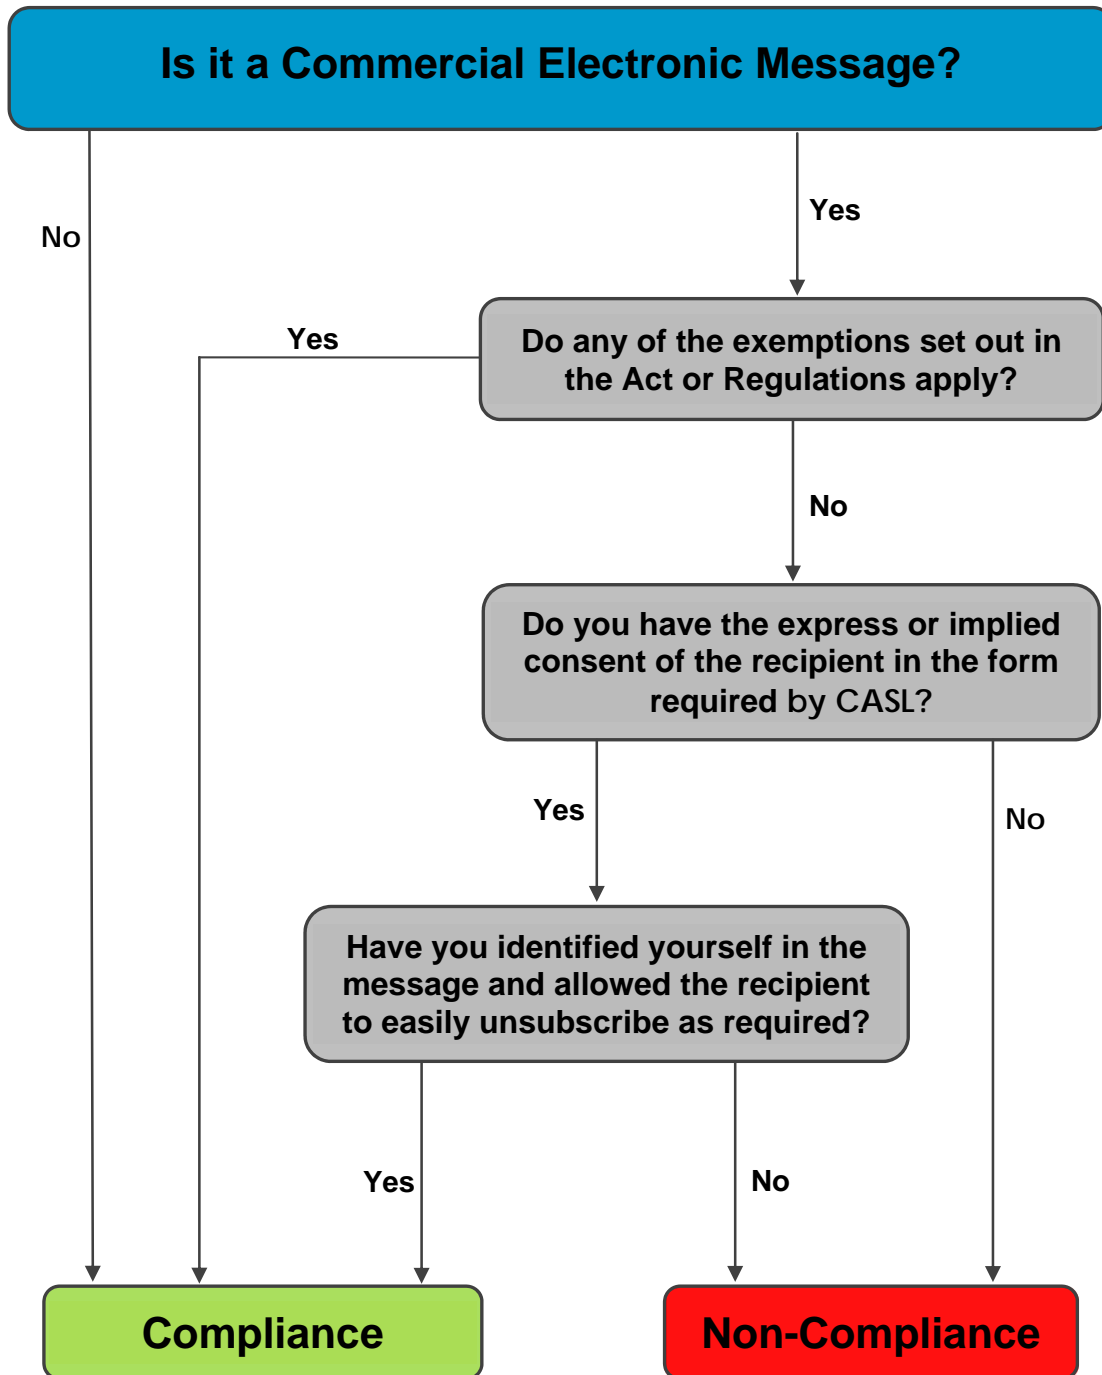 Is it a Commercial Electronic Message?
Yes
No
Yes
Do any of the exemptions set out in
the Act or Regulations apply?
No
Do you have the express or implied
consent of the recipient in the form
required by CASL?
Yes
No
Have you identified yourself in the
message and allowed the recipient
to easily unsubscribe as required?
Yes
No
Compliance
Non-Compliance